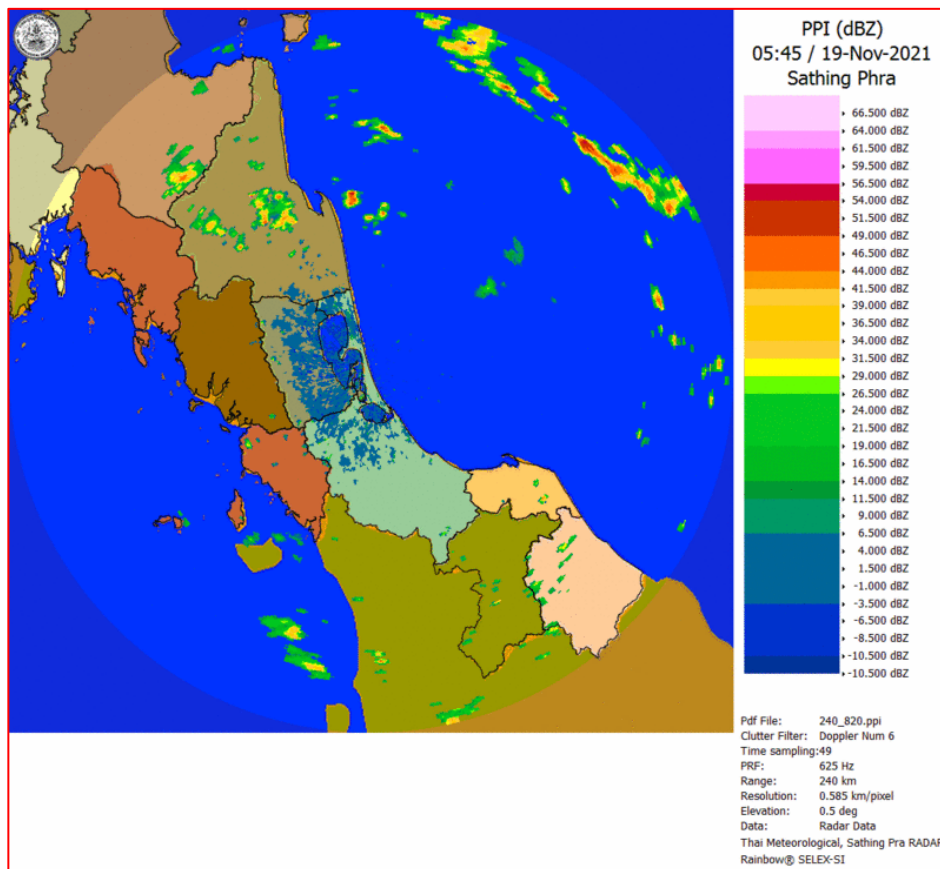 PPI (dBZ)
05:45 / 19-Nov-2021
Sathing Phra
66.500 dBZ
64.000 dBZ
61.500 dBZ
59.500 dBZ
56.500 dBZ
54.000 dBZ
51.500 dBZ
49.000 dBZ
46.500 dBZ
44.000 dBZ
41.500 dBZ
39.000 dBZ
36.500 dBZ
34.000 dBZ
31.500 dBZ
29.000 dBZ
26.500 dBZ
24.000 dBZ
21.500 dBZ
19.000 dBZ
16.500 dBZ
14.000 dBZ
11.500 dBZ
9.000 dBZ
6.500 dBZ
4.000 dBZ
1.500 dBZ
-1.000 dBZ
-3.500 dBZ
-6.500 dBZ
-8.500 dBZ
-10.500 dBZ
-10.500 dBZ
Pdf File: 240_820.ppi
Clutter Filter: Doppler Num 6
Time sampling:49
PRF: 625 Hz
Range: 240 km
Resolution: 0.585 km/pixel
Elevation: 0.5 deg
Data: Radar Data
Thai Meteorological, Sathing Pra RADAR
Rainbow® SELEX-SI